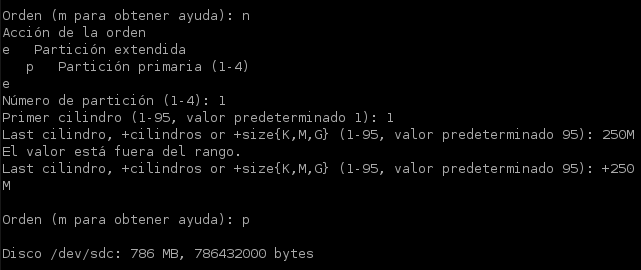 Orden (m para obtener ayuda): n
Acción de la orden
e   Partición extendida
   p   Partición primaria (1-4)
e
Número de partición (1-4): 1
Primer cilindro (1-95, valor predeterminado 1): 1
Last cilindro, +cilindros or +size{K,M,G} (1-95, valor predeterminado 95): 250M
El valor está fuera del rango.
Last cilindro, +cilindros or +size{K,M,G} (1-95, valor predeterminado 95): +250
M
Orden (m para obtener ayuda): p
Disco /dev/sdc: 786 MB, 786432000 bytes